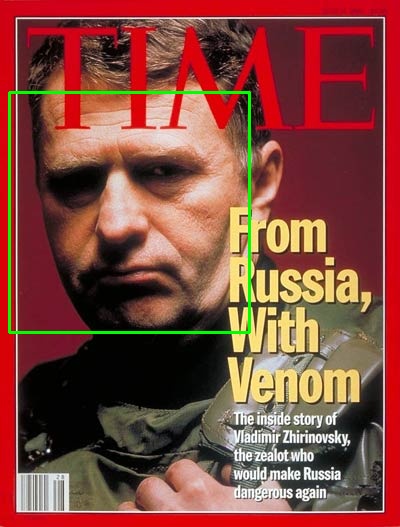 TIME
From
Russia,
With
Venom
The inside story of
Vladimir Zhirinovsky,
the zealot who
would make Russia
dangerous again
28